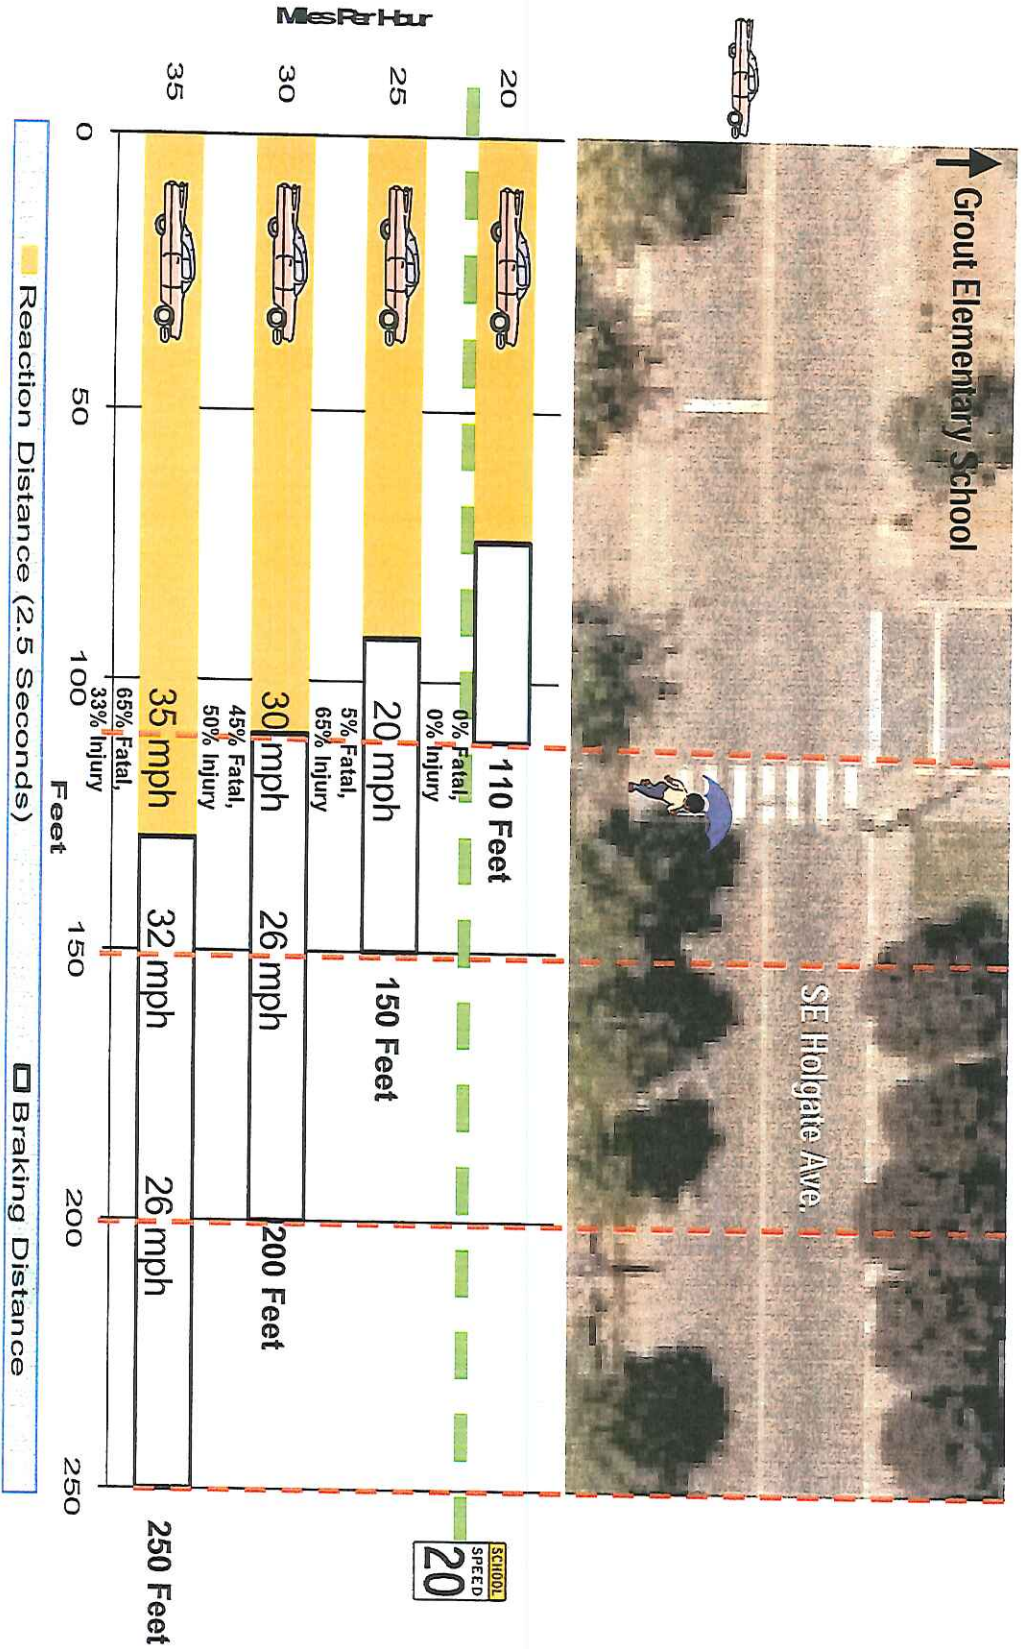 Grout Elementary School
SE Holgate Ave.
Miles Per Hour
20
110 Feet
0% Fatal,
0% Injury
SCHOOL
SPEED
20
25
20 mph
150 Feet
5% Fatal,
65% Injury
30
30 mph
26 mph
200 Feet
45% Fatal,
50% Injury
35
35 mph
32 mph
26 mph
250 Feet
65% Fatal,
33% Injury
0
50
100
150
200
250
Feet
Reaction Distance (2.5 Seconds)
Braking Distance